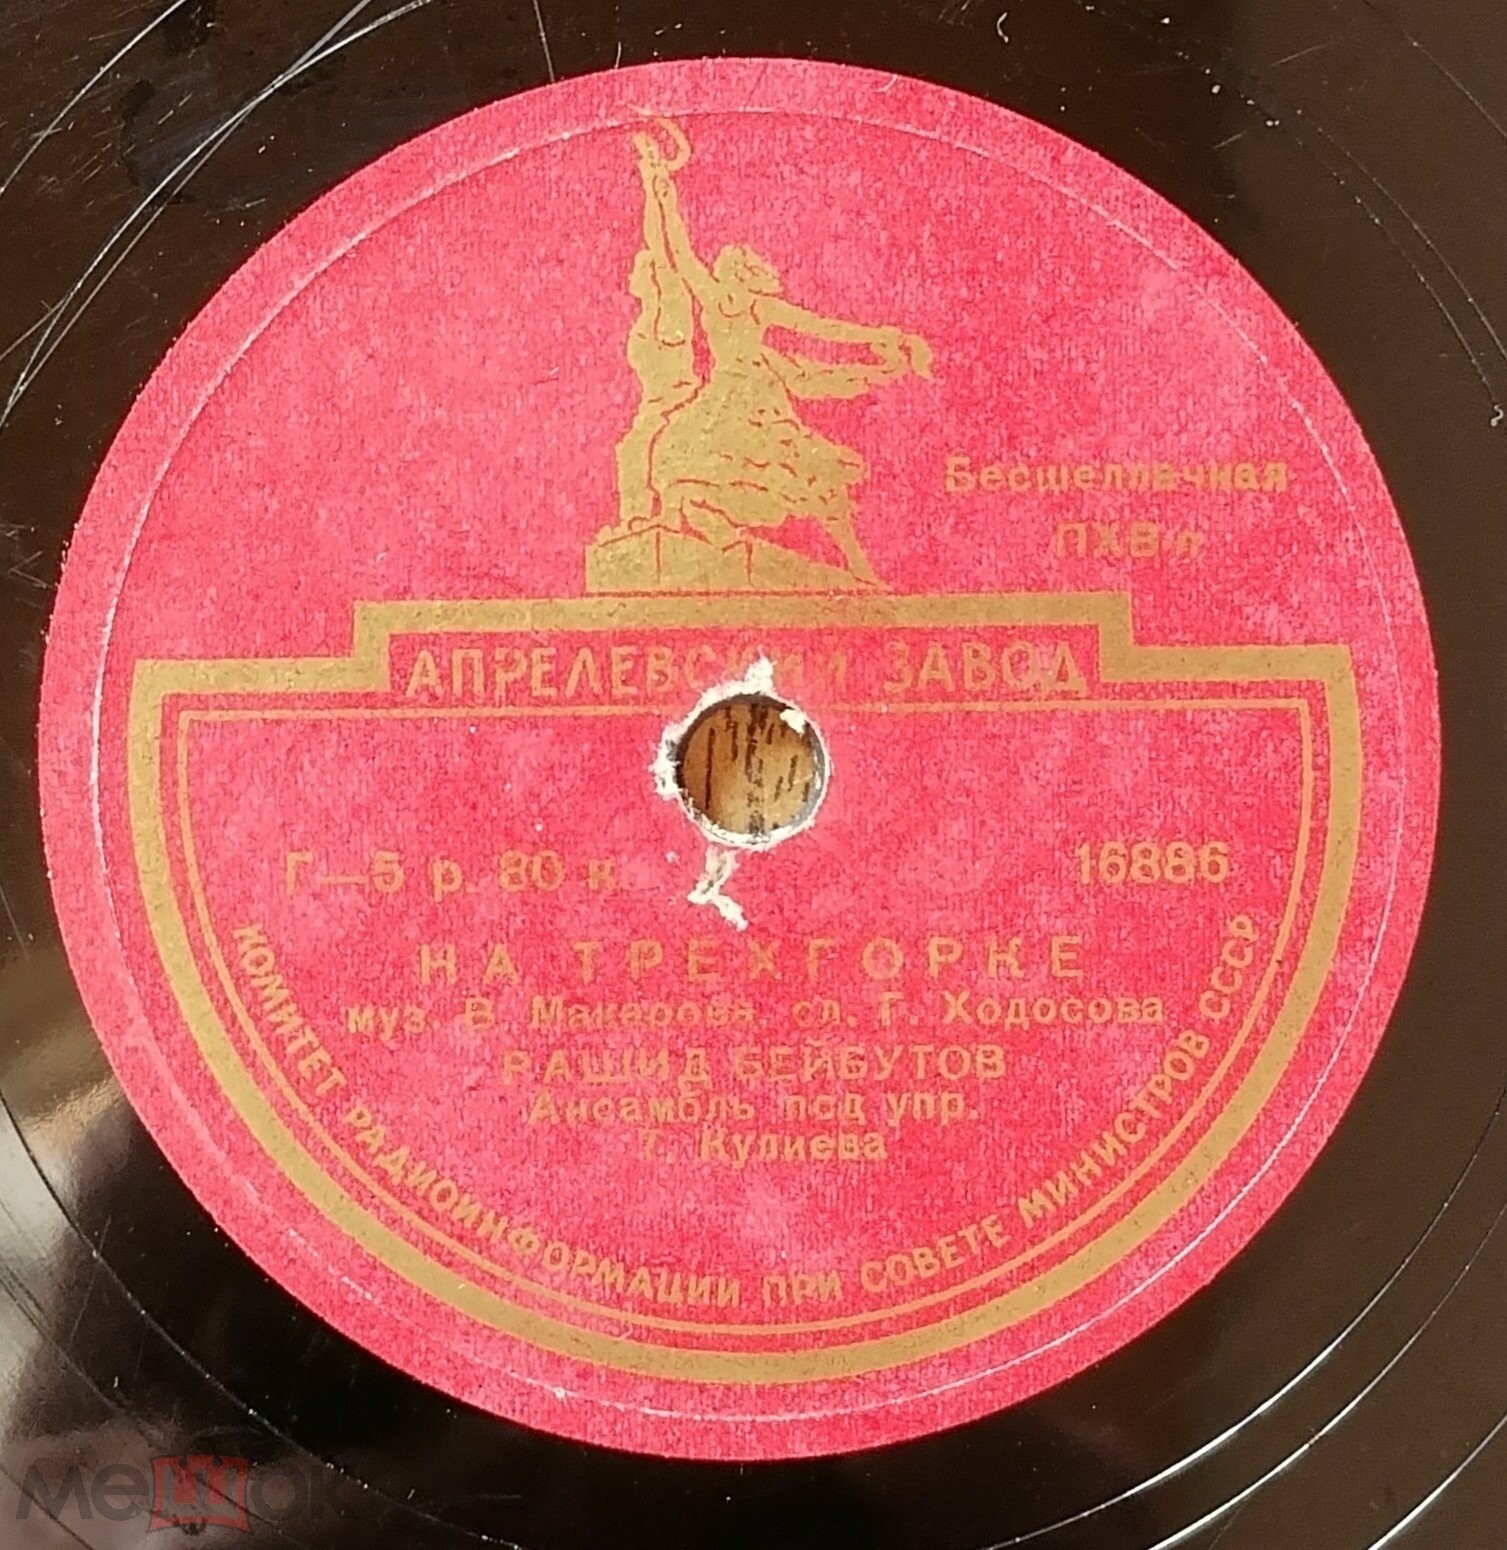 Бесшеллачная
ПХВ-п
АПРЕЛЕВСКИЙ ЗАВОД
Г—5 р. 80 к
16886
НА ТРЕХГОРКЕ
муз. В. Макарова, сл. Г. Ходосова
РАШИД БЕЙБУТОВ
Ансамбль под упр.
Т. Кулиева
КОМИТЕТ РАДИОИНФОРМАЦИИ ПРИ СОВЕТЕ МИНИСТРОВ СССР
мешок